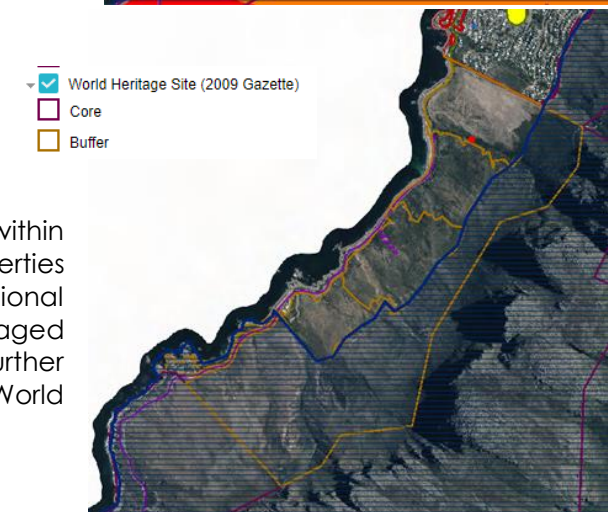 World Heritage Site (2009 Gazette)
Core
Buffer
within
erties
ional
aged
urther
World